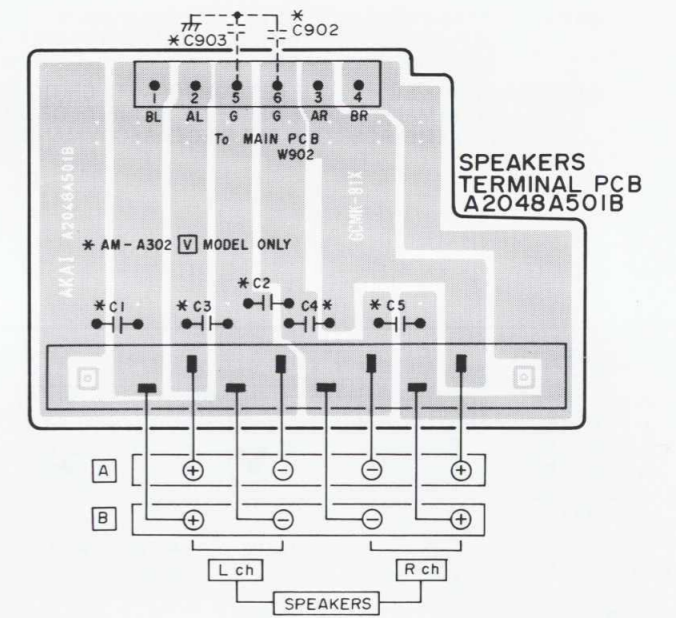 *
* C903
C902
1 2 5 6 3 4
BL AL G G AR BR
To MAIN PCB
W902
SPEAKERS
TERMINAL PCB
A2048A501B
AKAI A2048A501B
GCMK-81X
* AM-A302 V MODEL ONLY
* C2
* C1
* C3
C4 *
* C5
A + − − +
B + − − +
L ch
R ch
SPEAKERS